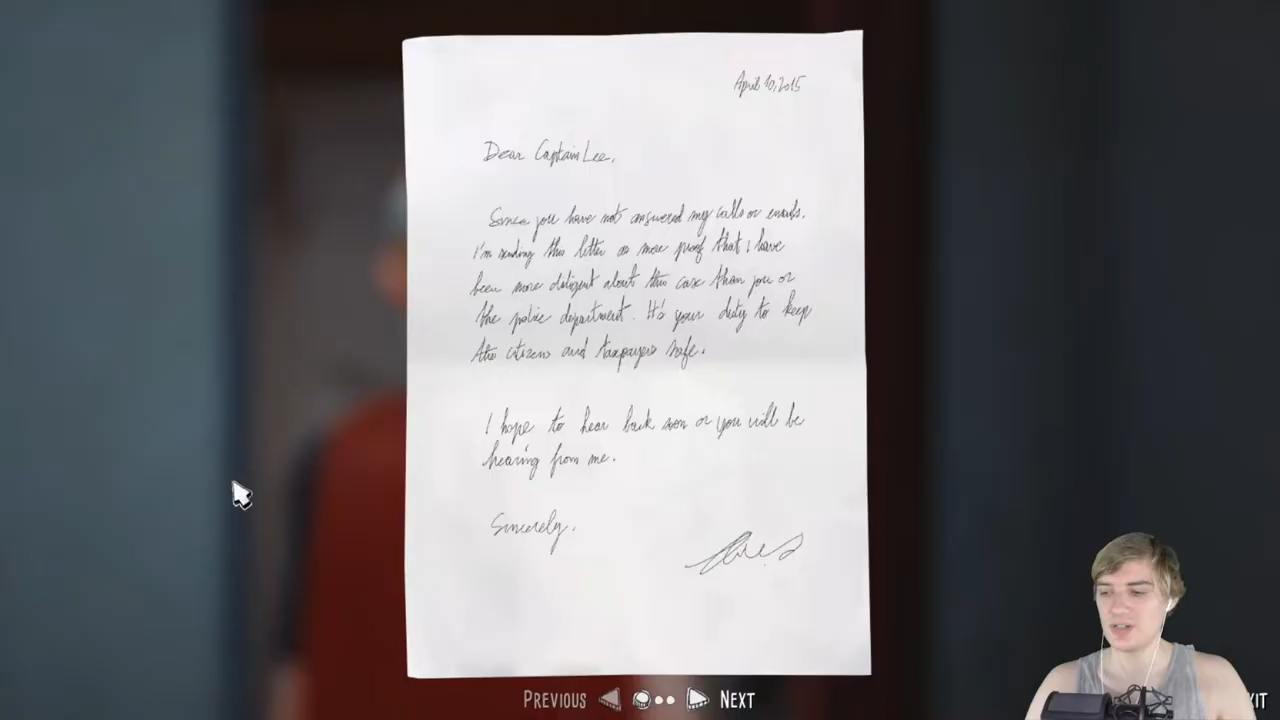 April 10, 2015
Dear Captain Lee,
Since you have not answered my calls or emails.
I'm sending this letter as more proof that I have
been more diligent about this case than you or
the police department. It's your duty to keep
the citizens and taxpayers safe.
I hope to hear back soon or you will be
hearing from me.
Sincerely.
PREVIOUS
NEXT